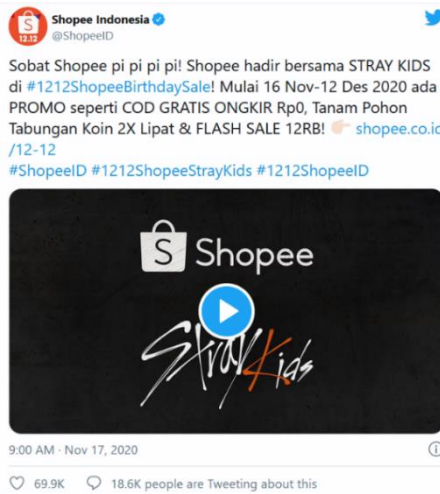 Shopee Indonesia
@ShopeeID
12.12
Sobat Shopee pi pi pi pi! Shopee hadir bersama STRAY KIDS
di #1212ShopeeBirthdaySale! Mulai 16 Nov-12 Des 2020 ada
PROMO seperti COD GRATIS ONGKIR Rp0, Tanam Pohon
Tabungan Koin 2X Lipat & FLASH SALE 12RB! 👉🏻 shopee.co.id
/12-12
#ShopeeID #1212ShopeeStrayKids #1212ShopeeID
S Shopee
Stray Kids
9:00 AM · Nov 17, 2020
69.9K 18.6K people are Tweeting about this